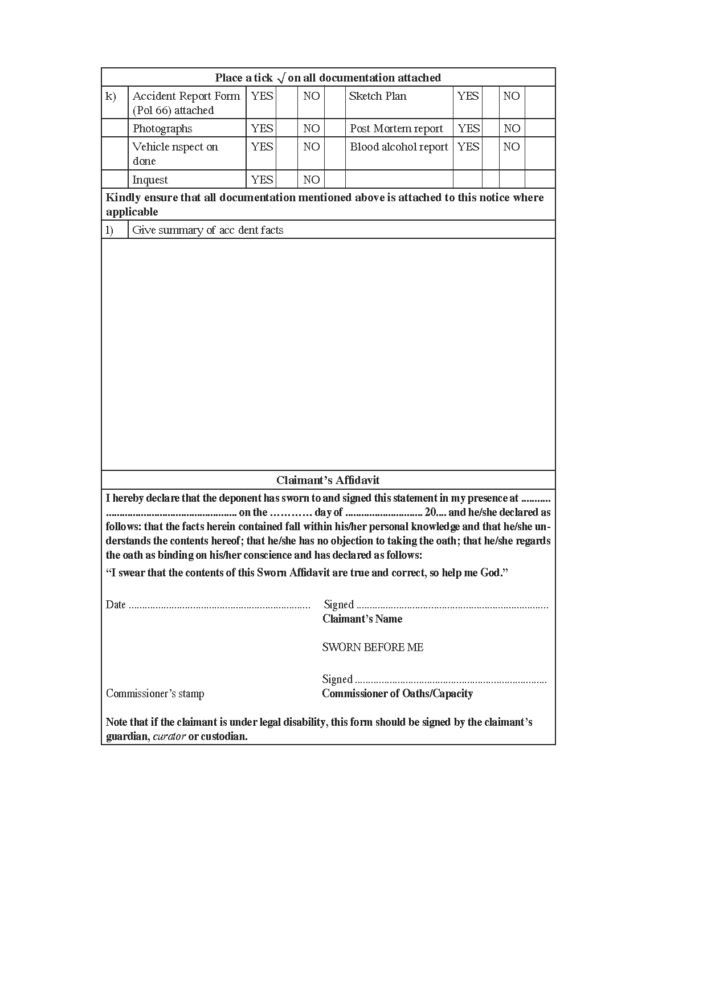 Place a tick √ on all documentation attached
k) Accident Report Form YES NO Sketch Plan YES NO
(Pol 66) attached
Photographs YES NO Post Mortem report YES NO
Vehicle nspect on YES NO Blood alcohol report YES NO
done
Inquest YES NO
Kindly ensure that all documentation mentioned above is attached to this notice where
applicable
l) Give summary of acc dent facts
Claimant’s Affidavit
I hereby declare that the deponent has sworn to and signed this statement in my presence at ...........
................................................. on the ………… day of ............................. 20.... and he/she declared as
follows: that the facts herein contained fall within his/her personal knowledge and that he/she un-
derstands the contents hereof; that he/she has no objection to taking the oath; that he/she regards
the oath as binding on his/her conscience and has declared as follows:
“I swear that the contents of this Sworn Affidavit are true and correct, so help me God.”
Date .................................................................... Signed ........................................................................
Claimant’s Name
SWORN BEFORE ME
Signed ........................................................................
Commissioner’s stamp Commissioner of Oaths/Capacity
Note that if the claimant is under legal disability, this form should be signed by the claimant’s
guardian, curator or custodian.